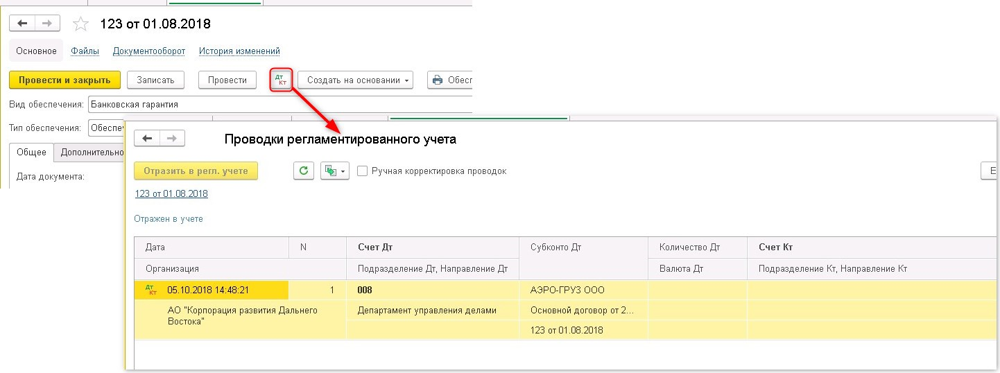 123 от 01.08.2018
Основное Файлы Документооборот История изменений
Провести и закрыть Записать Провести Дт Кт Создать на основании Обесп
Вид обеспечения: Банковская гарантия
Тип обеспечения: Обеспеч
Общее Дополнительно
Дата документа:
Проводки регламентированного учета
Отразить в регл. учете Ручная корректировка проводок Е
123 от 01.08.2018
Отражен в учете
Дата N Счет Дт Субконто Дт Количество Дт Счет Кт
Организация Подразделение Дт, Направление Дт Валюта Дт Подразделение Кт, Направление Кт
Дт Кт 05.10.2018 14:48:21 1 008 АЭРО-ГРУЗ ООО
АО "Корпорация развития Дальнего Департамент управления делами Основной договор от 2...
Востока"
123 от 01.08.2018